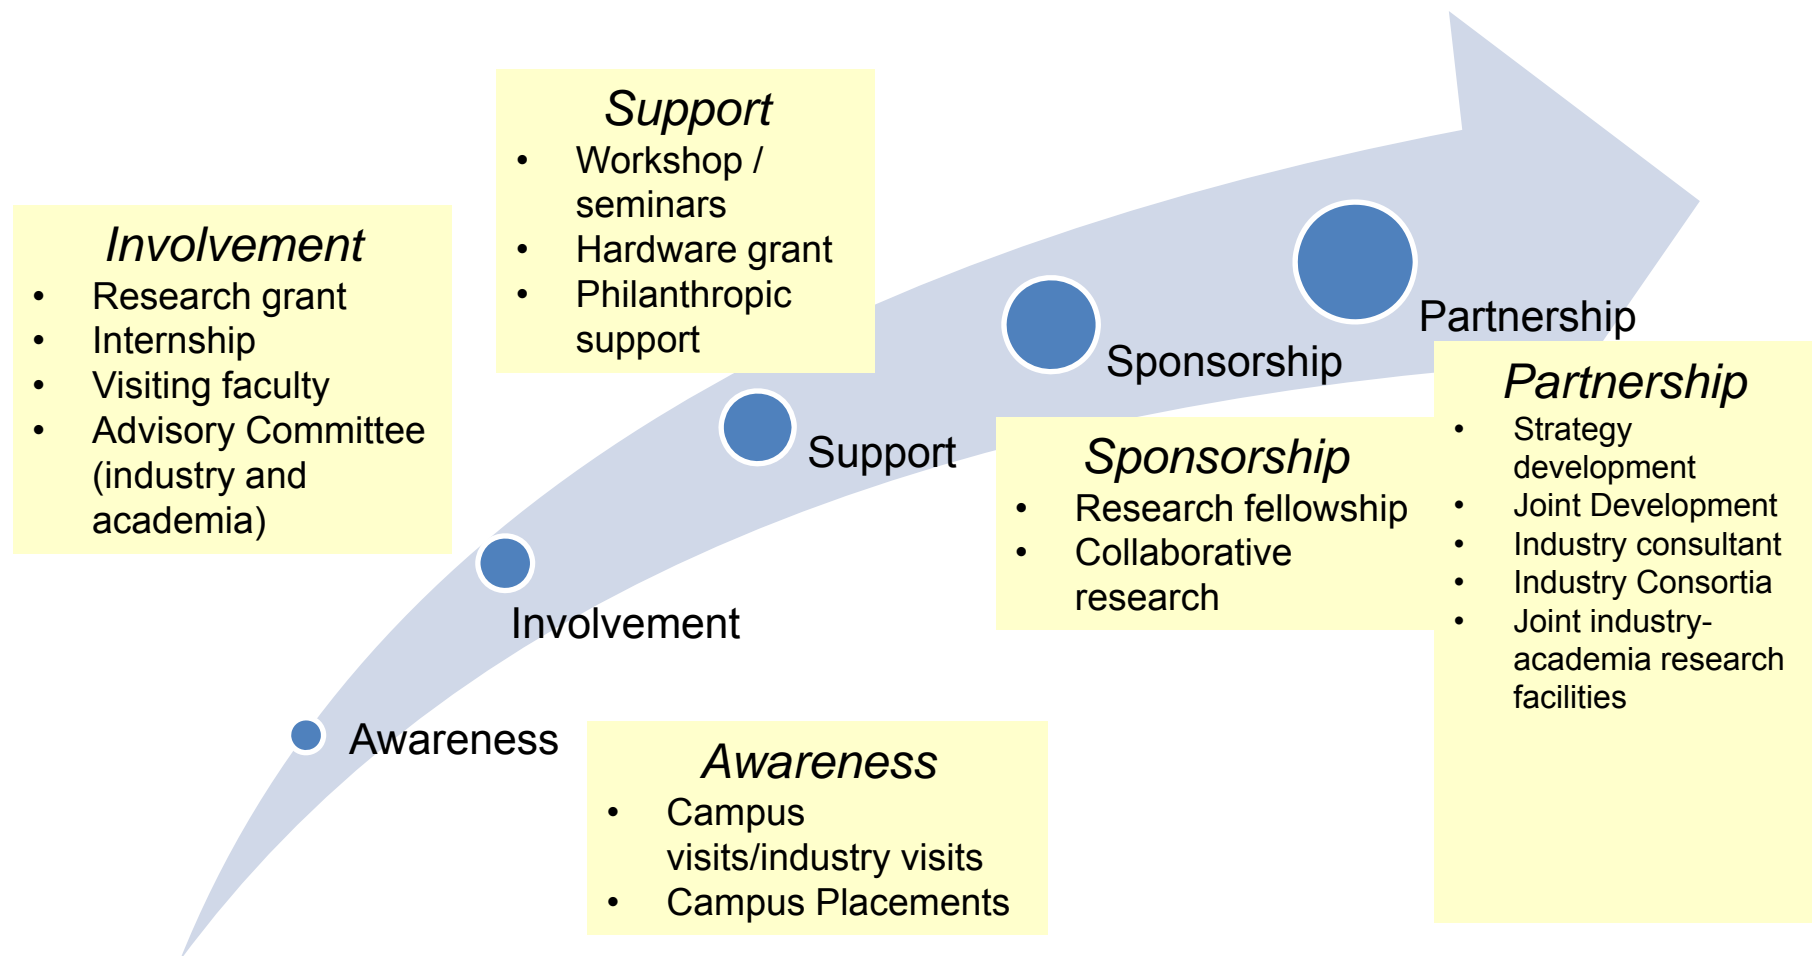 Support
• Workshop /
seminars
• Hardware grant
• Philanthropic
support
Involvement
• Research grant
• Internship
• Visiting faculty
• Advisory Committee
(industry and
academia)
Partnership
Sponsorship
Support
Involvement
Awareness
Partnership
• Strategy
development
• Joint Development
• Industry consultant
• Industry Consortia
• Joint industry-
academia research
facilities
Sponsorship
• Research fellowship
• Collaborative
research
Awareness
• Campus
visits/industry visits
• Campus Placements